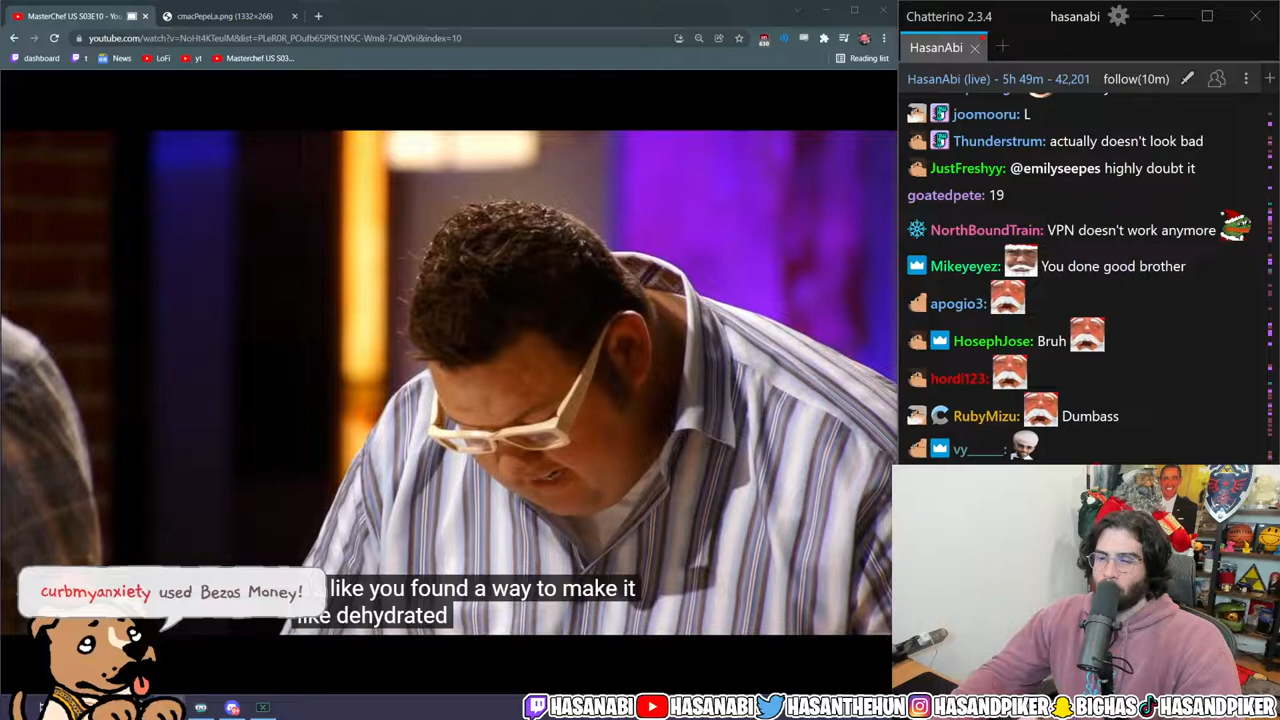 MasterChef US S03E10 - You
cmacPepeLa.png (1332×266)
youtube.com/watch?v=NoHt4KTeuIM&list=PLeR0R_POufb65PfSt1N5C-Wm8-7sQV0ri&index=10
dashboard
t
News
LoFi
yt
Masterchef US S03...
Reading list
like you found a way to make it
like dehydrated
curbmyanxiety used Bezos Money!
Chatterino 2.3.4
hasanabi
HasanAbi
HasanAbi (live) - 5h 49m - 42,201
follow(10m)
joomooru: L
Thunderstrum: actually doesn't look bad
JustFreshyy: @emilyseepes highly doubt it
goatedpete: 19
NorthBoundTrain: VPN doesn't work anymore
Mikeyeyez: You done good brother
apogio3:
HosephJose: Bruh
hordi123:
RubyMizu: Dumbass
vy_____:
HASANABI HASANABI HASANTHEHUN HASANDPIKER BIGHAS HASANDPIKER